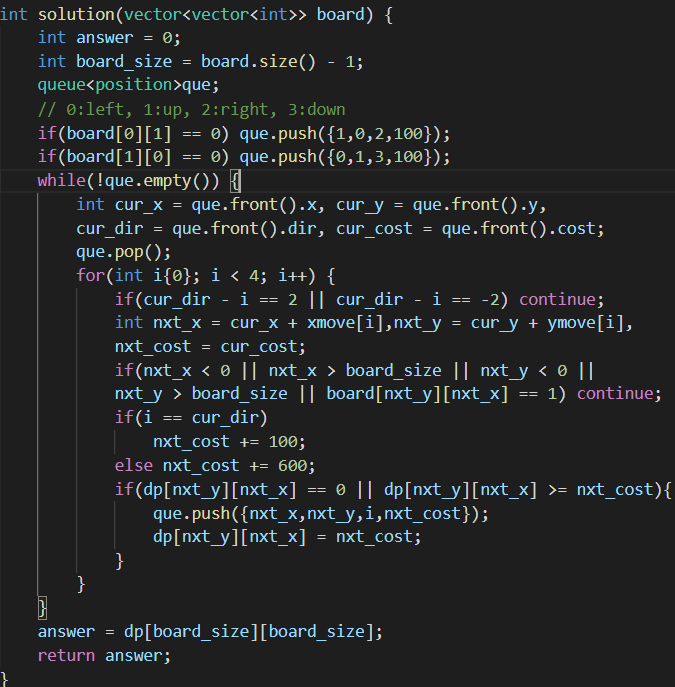 int solution(vector<vector<int>> board) {
    int answer = 0;
    int board_size = board.size() - 1;
    queue<position>que;
    // 0:left, 1:up, 2:right, 3:down
    if(board[0][1] == 0) que.push({1,0,2,100});
    if(board[1][0] == 0) que.push({0,1,3,100});
    while(!que.empty()) {
        int cur_x = que.front().x, cur_y = que.front().y,
        cur_dir = que.front().dir, cur_cost = que.front().cost;
        que.pop();
        for(int i{0}; i < 4; i++) {
            if(cur_dir - i == 2 || cur_dir - i == -2) continue;
            int nxt_x = cur_x + xmove[i],nxt_y = cur_y + ymove[i],
            nxt_cost = cur_cost;
            if(nxt_x < 0 || nxt_x > board_size || nxt_y < 0 ||
            nxt_y > board_size || board[nxt_y][nxt_x] == 1) continue;
            if(i == cur_dir)
                nxt_cost += 100;
            else nxt_cost += 600;
            if(dp[nxt_y][nxt_x] == 0 || dp[nxt_y][nxt_x] >= nxt_cost){
                que.push({nxt_x,nxt_y,i,nxt_cost});
                dp[nxt_y][nxt_x] = nxt_cost;
            }
        }
    }
    answer = dp[board_size][board_size];
    return answer;
}